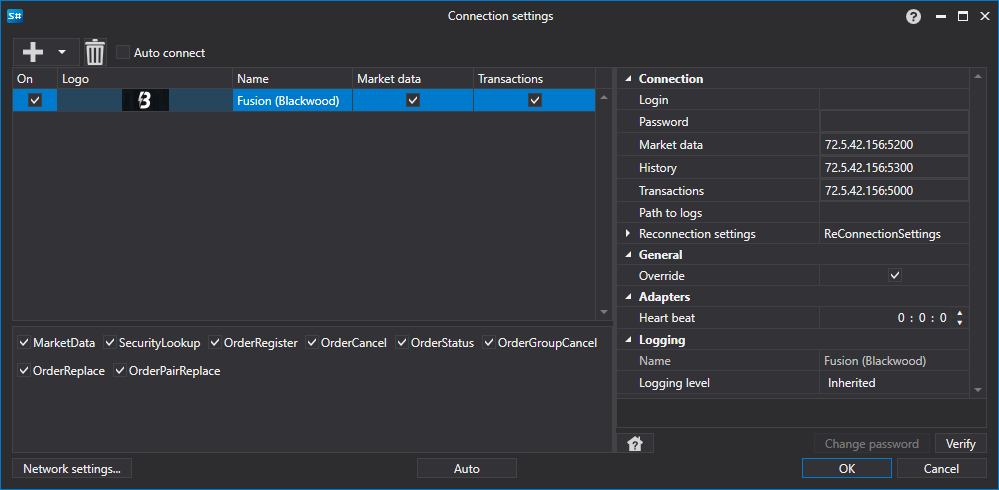 S#
Connection settings
?
Auto connect
On Logo Name Market data Transactions
B Fusion (Blackwood)
MarketData SecurityLookup OrderRegister OrderCancel OrderStatus OrderGroupCancel
OrderReplace OrderPairReplace
Connection
Login
Password
Market data 72.5.42.156:5200
History 72.5.42.156:5300
Transactions 72.5.42.156:5000
Path to logs
Reconnection settings ReConnectionSettings
General
Override
Adapters
Heart beat 0 : 0 : 0
Logging
Name Fusion (Blackwood)
Logging level Inherited
?
Change password Verify
Network settings... Auto OK Cancel